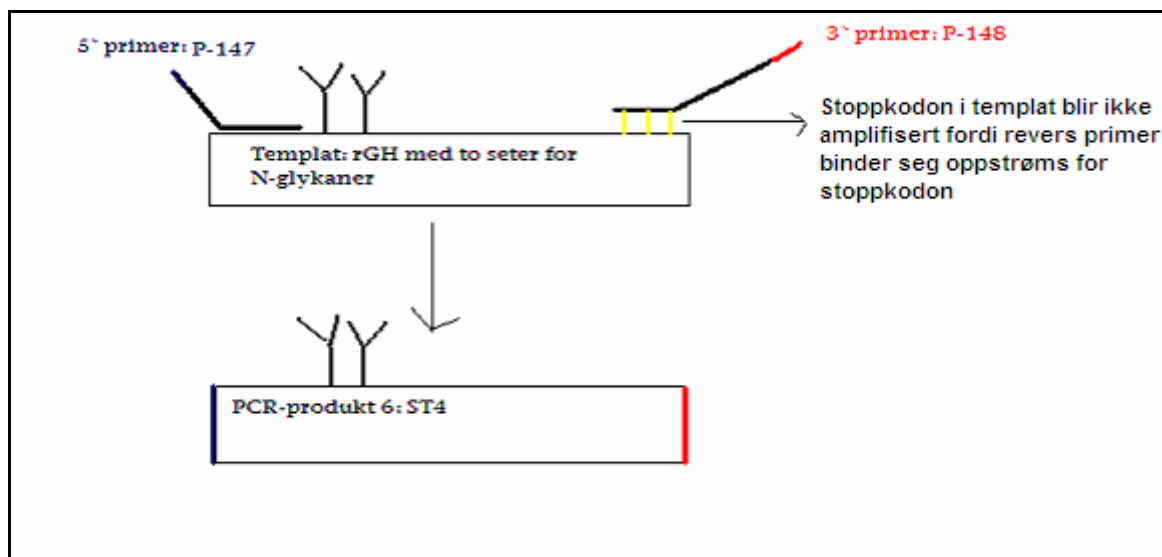 5` primer: P-147
3` primer: P-148
Stoppkodon i templat blir ikke
amplifisert fordi revers primer
binder seg oppstrøms for
stoppkodon
Templat: rGH med to seter for
N-glykaner
PCR-produkt 6: ST4